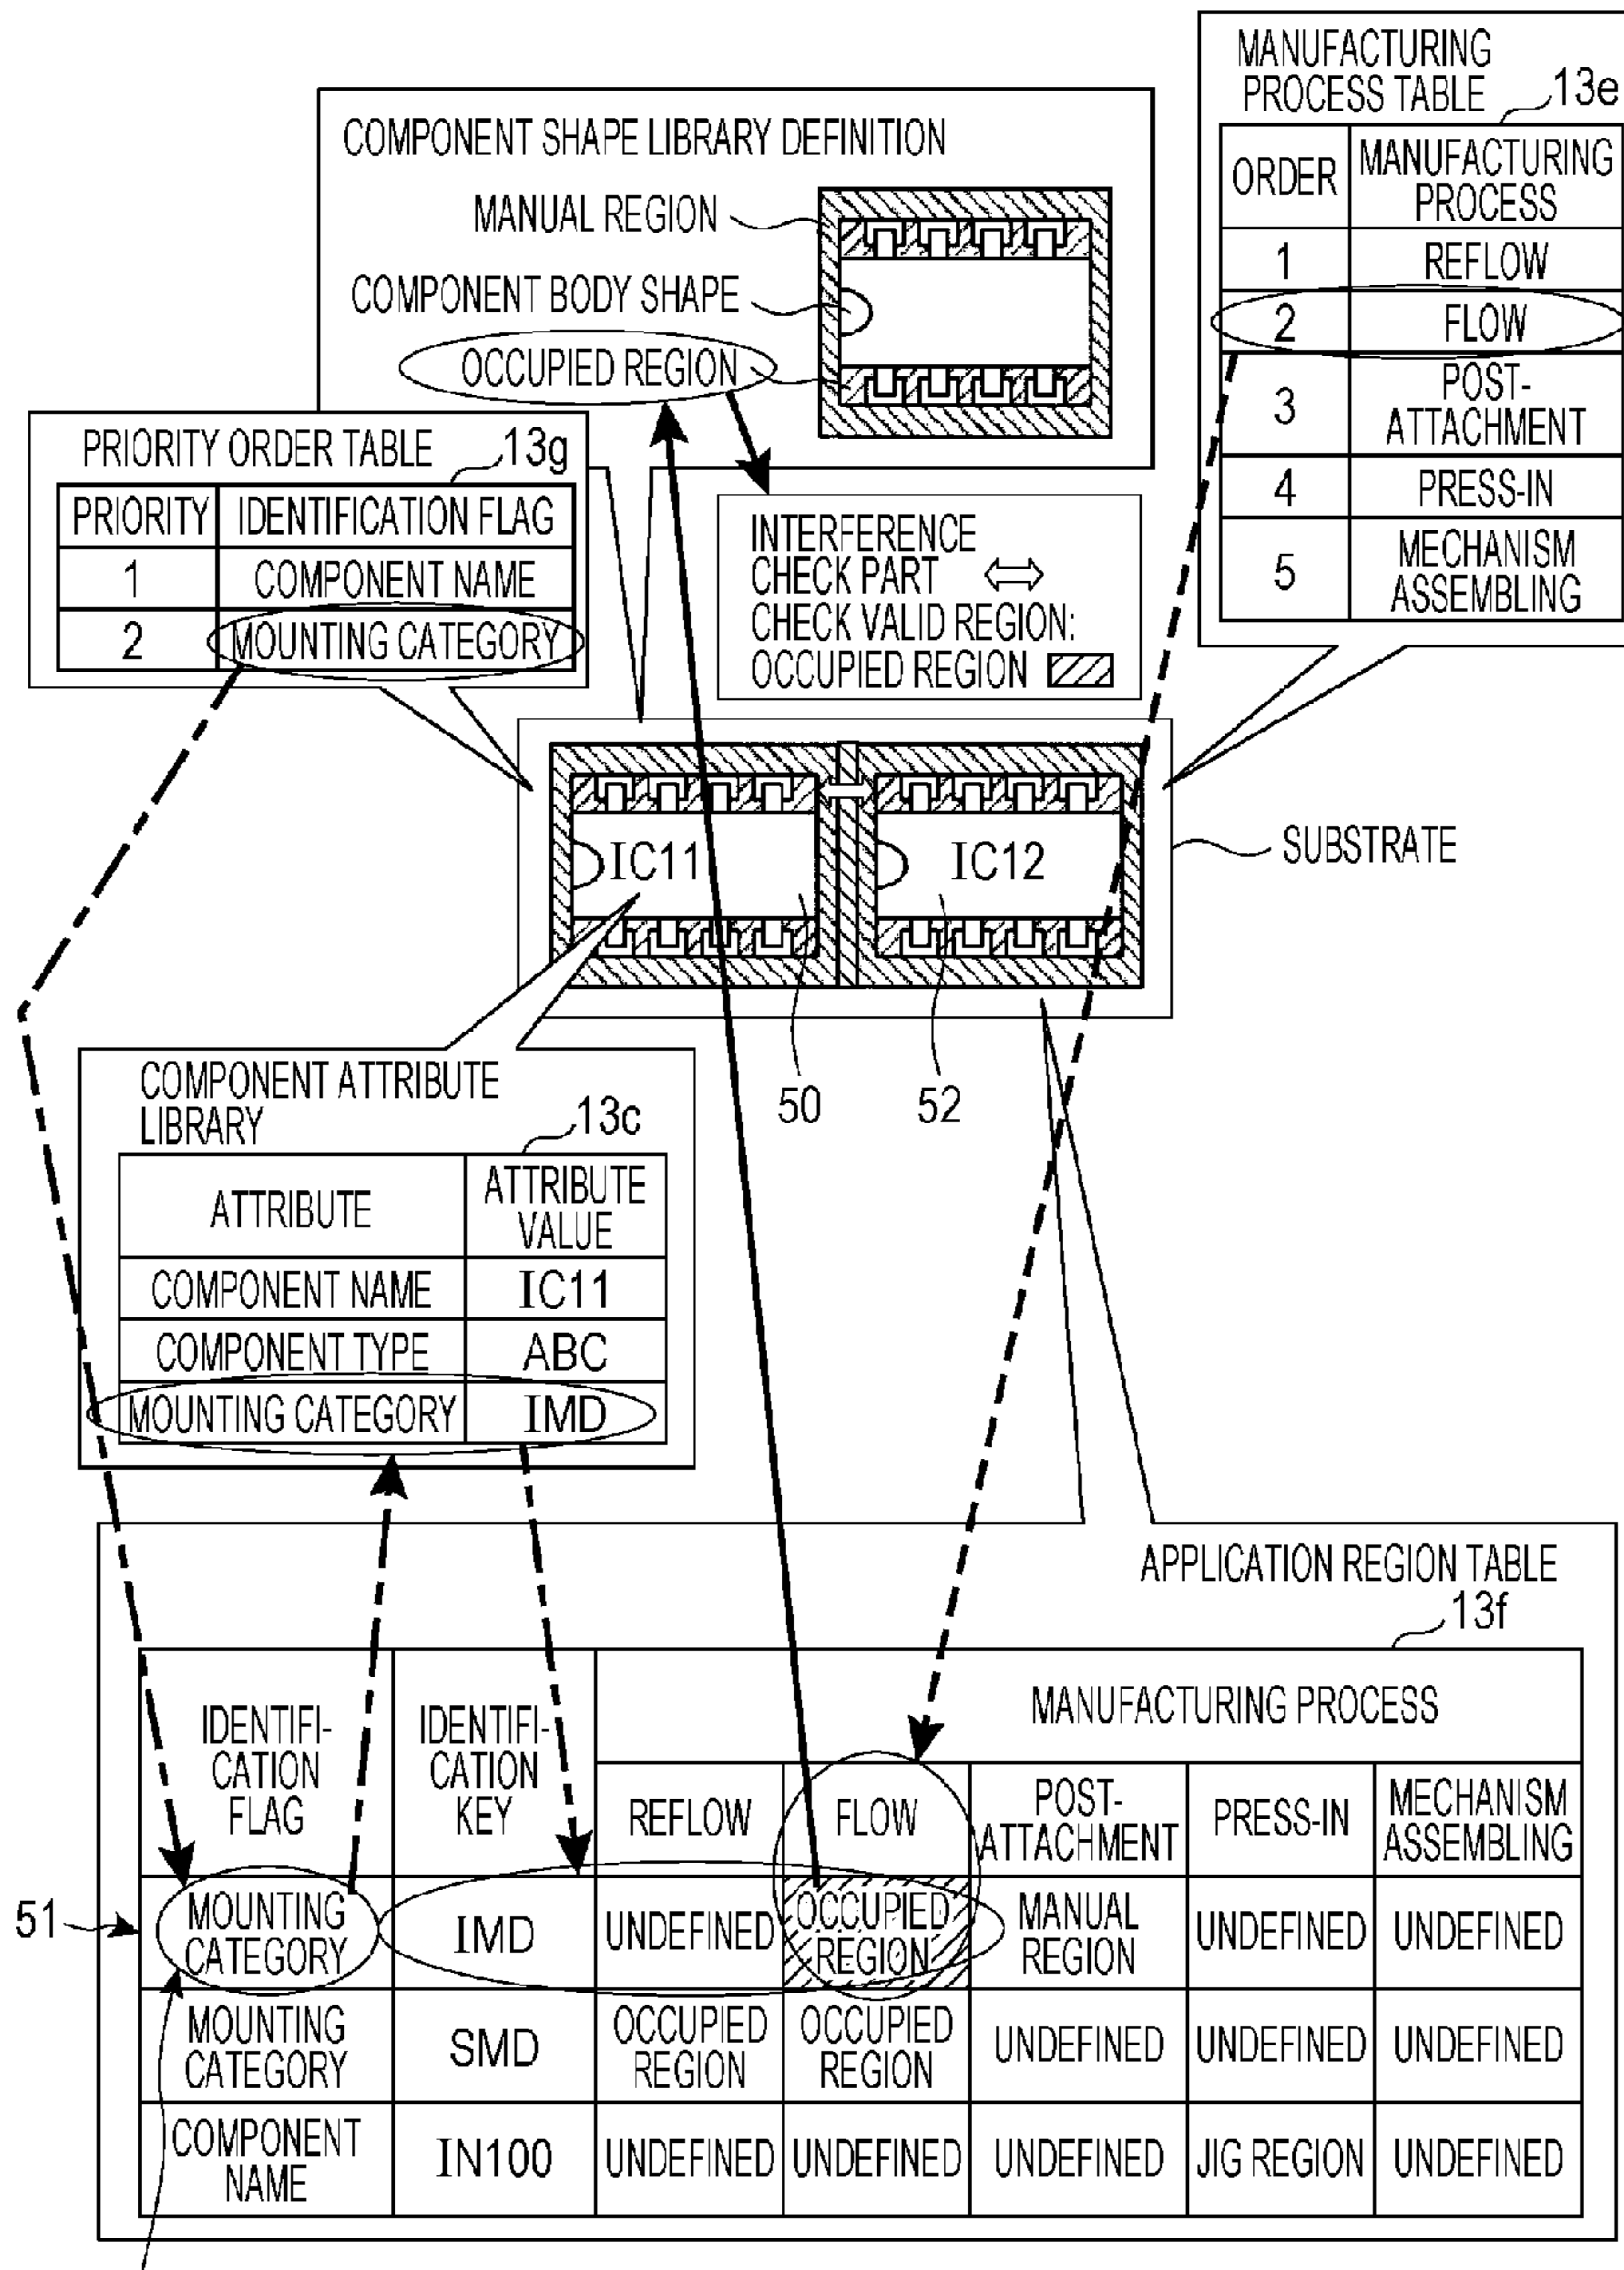 MANUFACTURING
PROCESS TABLE
13e
ORDER
MANUFACTURING
PROCESS
1
REFLOW
2
FLOW
3
POST-
ATTACHMENT
4
PRESS-IN
5
MECHANISM
ASSEMBLING
COMPONENT SHAPE LIBRARY DEFINITION
MANUAL REGION
COMPONENT BODY SHAPE
OCCUPIED REGION
PRIORITY ORDER TABLE
13g
PRIORITY
IDENTIFICATION FLAG
1
COMPONENT NAME
2
MOUNTING CATEGORY
INTERFERENCE
CHECK PART
CHECK VALID REGION:
OCCUPIED REGION
IC11
IC12
SUBSTRATE
50
52
COMPONENT ATTRIBUTE
LIBRARY
13c
ATTRIBUTE
ATTRIBUTE
VALUE
COMPONENT NAME
IC11
COMPONENT TYPE
ABC
MOUNTING CATEGORY
IMD
APPLICATION REGION TABLE
13f
IDENTIFI-
CATION
FLAG
IDENTIFI-
CATION
KEY
MANUFACTURING PROCESS
REFLOW
FLOW
POST-
ATTACHMENT
PRESS-IN
MECHANISM
ASSEMBLING
51
MOUNTING
CATEGORY
IMD
UNDEFINED
OCCUPIED
REGION
MANUAL
REGION
UNDEFINED
UNDEFINED
MOUNTING
CATEGORY
SMD
OCCUPIED
REGION
OCCUPIED
REGION
UNDEFINED
UNDEFINED
UNDEFINED
COMPONENT
NAME
IN100
UNDEFINED
UNDEFINED
UNDEFINED
JIG REGION
UNDEFINED